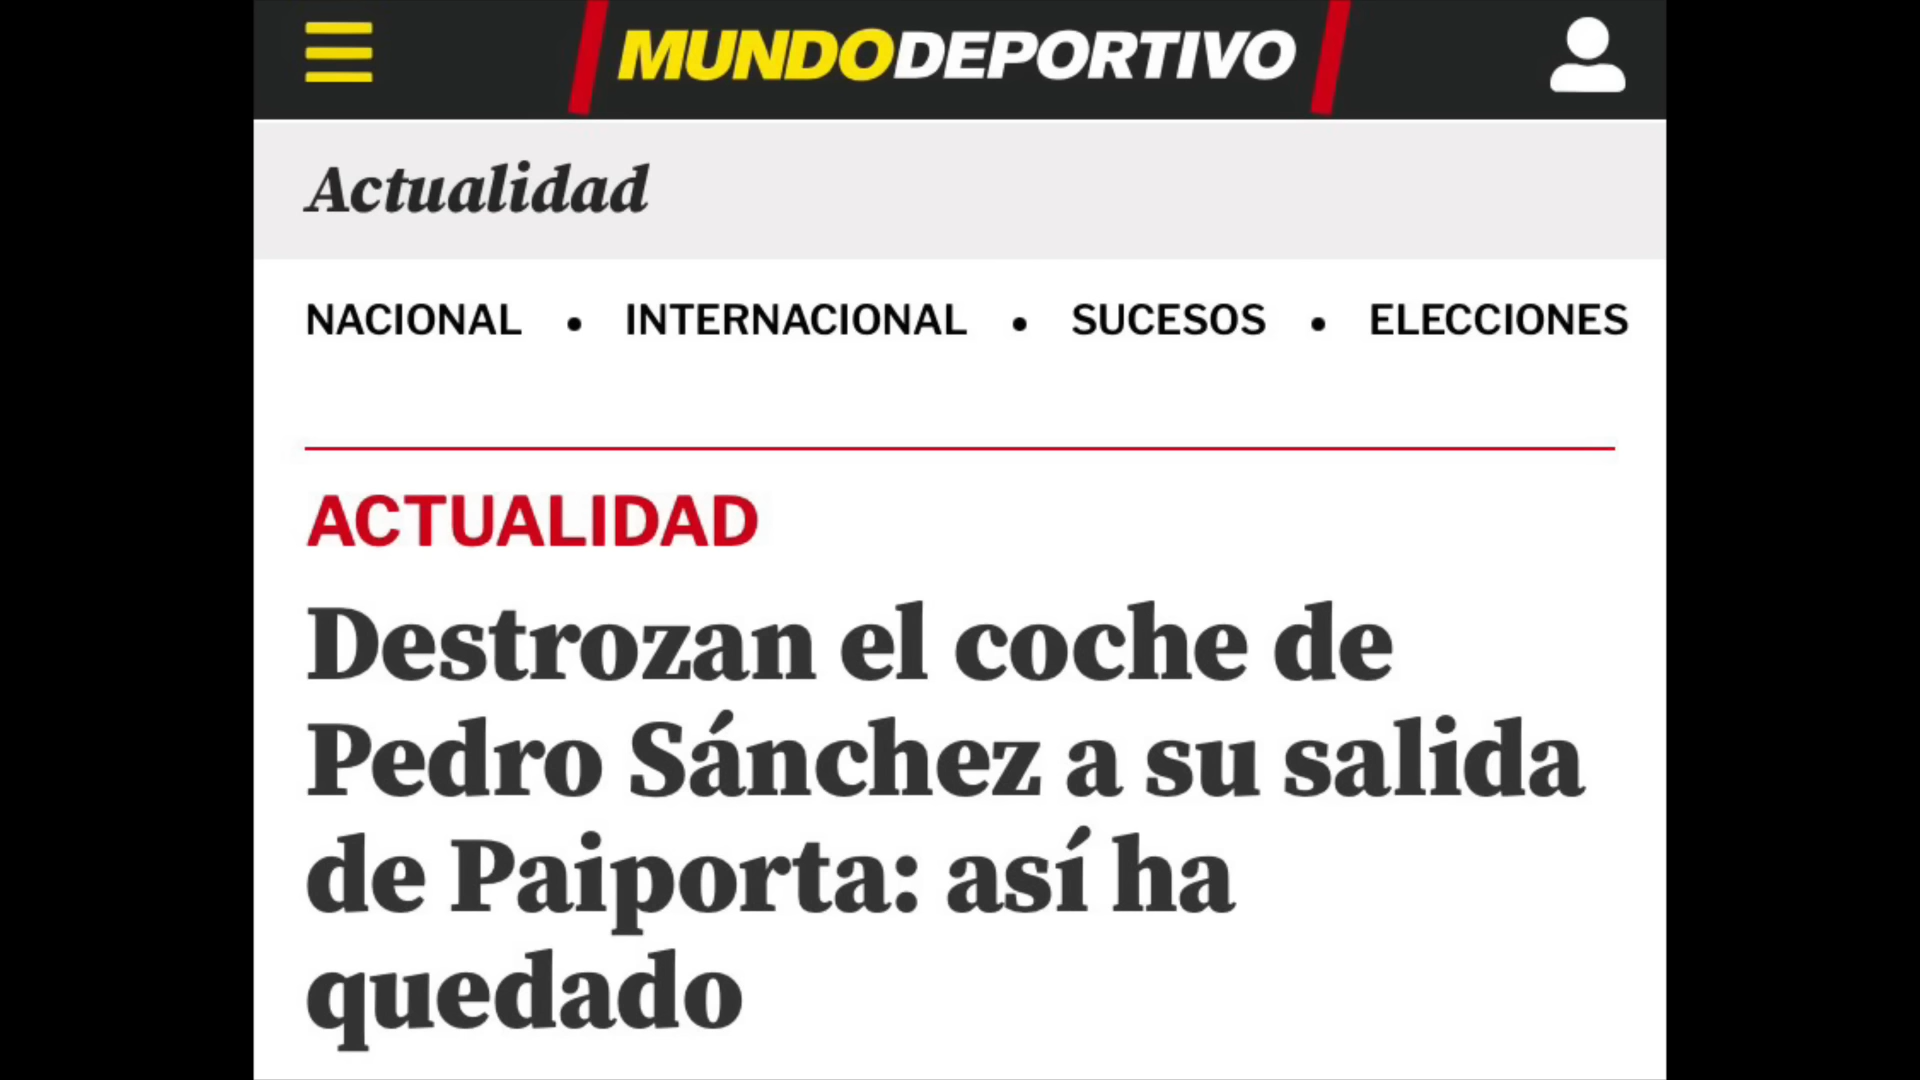 MUNDODEPORTIVO
Actualidad
NACIONAL • INTERNACIONAL • SUCESOS • ELECCIONES
ACTUALIDAD
Destrozan el coche de
Pedro Sánchez a su salida
de Paiporta: así ha
quedado